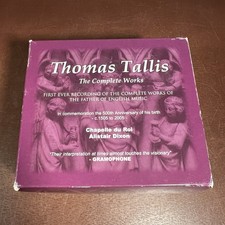 Thomas Tallis
The Complete Works
FIRST EVER RECORDING OF THE COMPLETE WORKS OF
THE FATHER OF ENGLISH MUSIC
In commemoration the 500th Anniversary of his birth
- c 1505 to 2005 -
Chapelle du Roi
Alistair Dixon
"Their interpretation at times almost touches the visionary"
- GRAMOPHONE